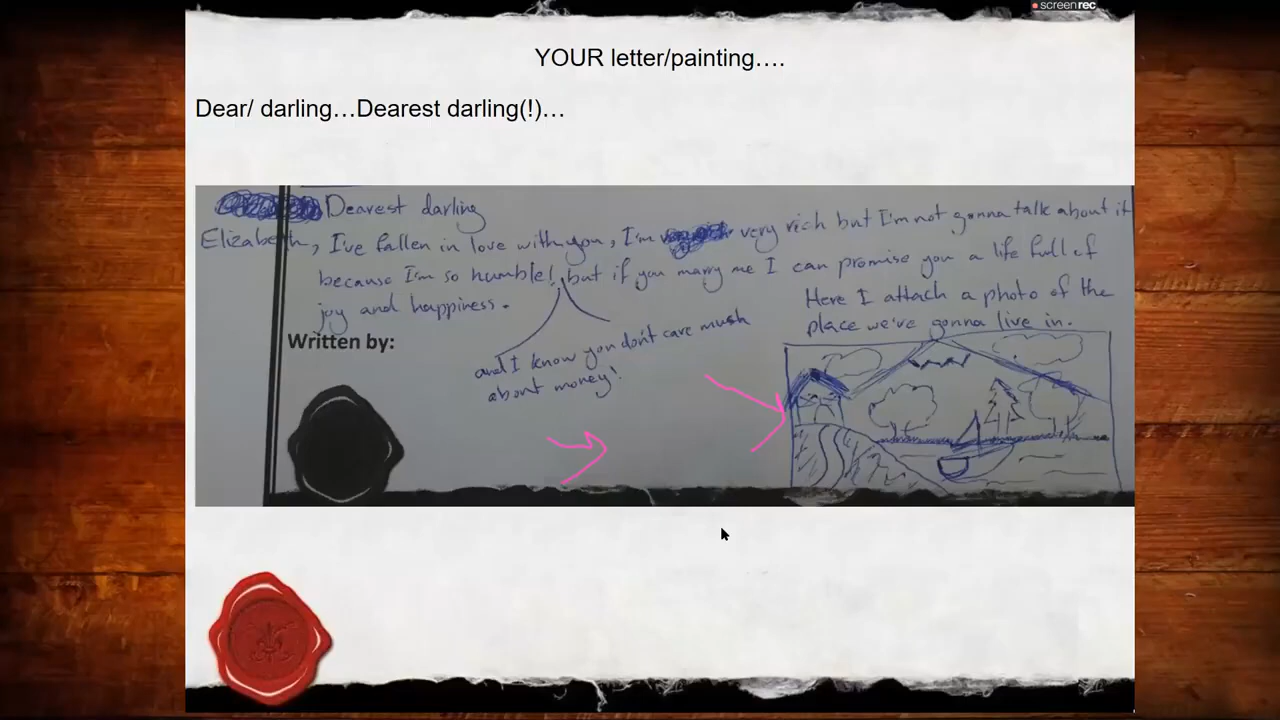 screenrec
YOUR letter/painting….
Dear/ darling…Dearest darling(!)…
Dearest darling
Elizabeth, I've fallen in love with you, I'm very rich but I'm not gonna talk about it
because I'm so humble! but if you marry me I can promise you a life full of
joy and happiness.
and I know you don't care mush
about money!
Here I attach a photo of the
place we've gonna live in.
Written by: